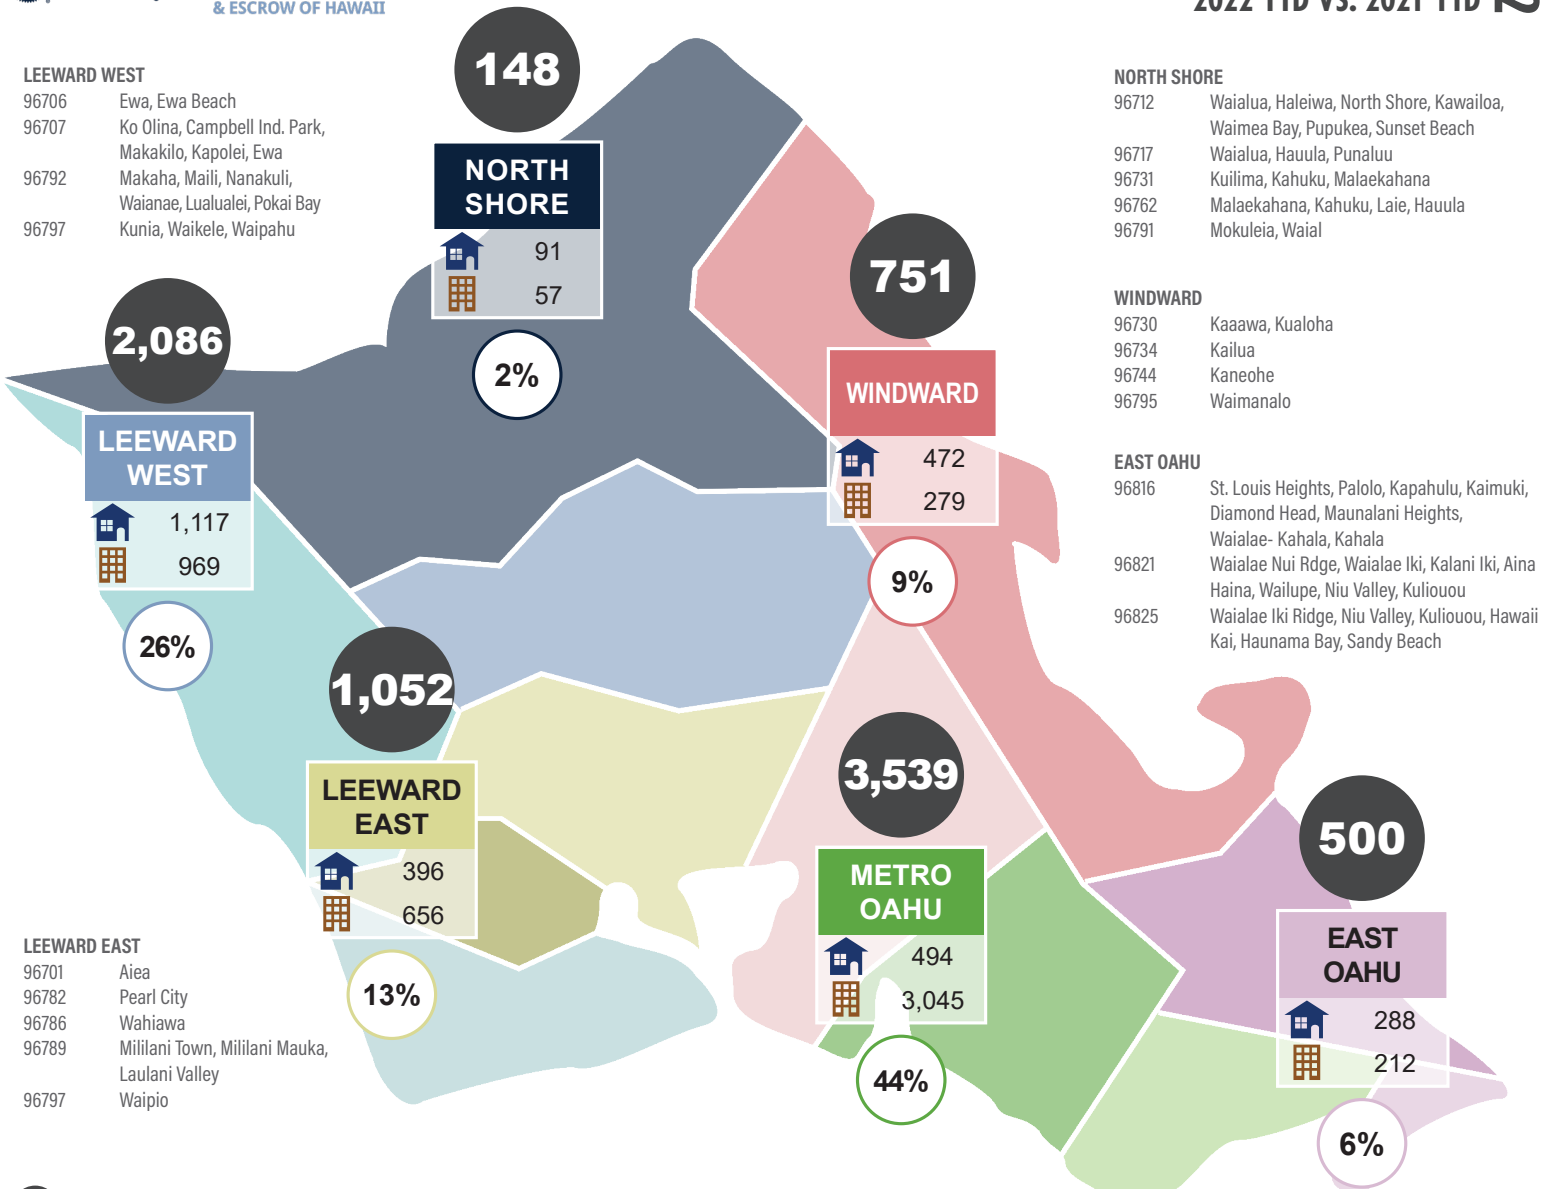 & ESCROW OF HAWAII
2022 YTD VS. 2021 YTD
LEEWARD WEST
96706 Ewa, Ewa Beach
96707 Ko Olina, Campbell Ind. Park,
Makakilo, Kapolei, Ewa
96792 Makaha, Maili, Nanakuli,
Waianae, Lualualei, Pokai Bay
96797 Kunia, Waikele, Waipahu
148
NORTH
SHORE
91
57
2%
NORTH SHORE
96712 Waialua, Haleiwa, North Shore, Kawailoa,
Waimea Bay, Pupukea, Sunset Beach
96717 Waialua, Hauula, Punaluu
96731 Kuilima, Kahuku, Malaekahana
96762 Malaekahana, Kahuku, Laie, Hauula
96791 Mokuleia, Waial
751
WINDWARD
472
279
9%
WINDWARD
96730 Kaaawa, Kualoha
96734 Kailua
96744 Kaneohe
96795 Waimanalo
2,086
LEEWARD
WEST
1,117
969
26%
EAST OAHU
96816 St. Louis Heights, Palolo, Kapahulu, Kaimuki,
Diamond Head, Maunalani Heights,
Waialae- Kahala, Kahala
96821 Waialae Nui Rdge, Waialae Iki, Kalani Iki, Aina
Haina, Wailupe, Niu Valley, Kuliouou
96825 Waialae Iki Ridge, Niu Valley, Kuliouou, Hawaii
Kai, Haunama Bay, Sandy Beach
1,052
LEEWARD
EAST
396
656
13%
3,539
METRO
OAHU
494
3,045
44%
500
EAST
OAHU
288
212
6%
LEEWARD EAST
96701 Aiea
96782 Pearl City
96786 Wahiawa
96789 Mililani Town, Mililani Mauka,
Laulani Valley
96797 Waipio